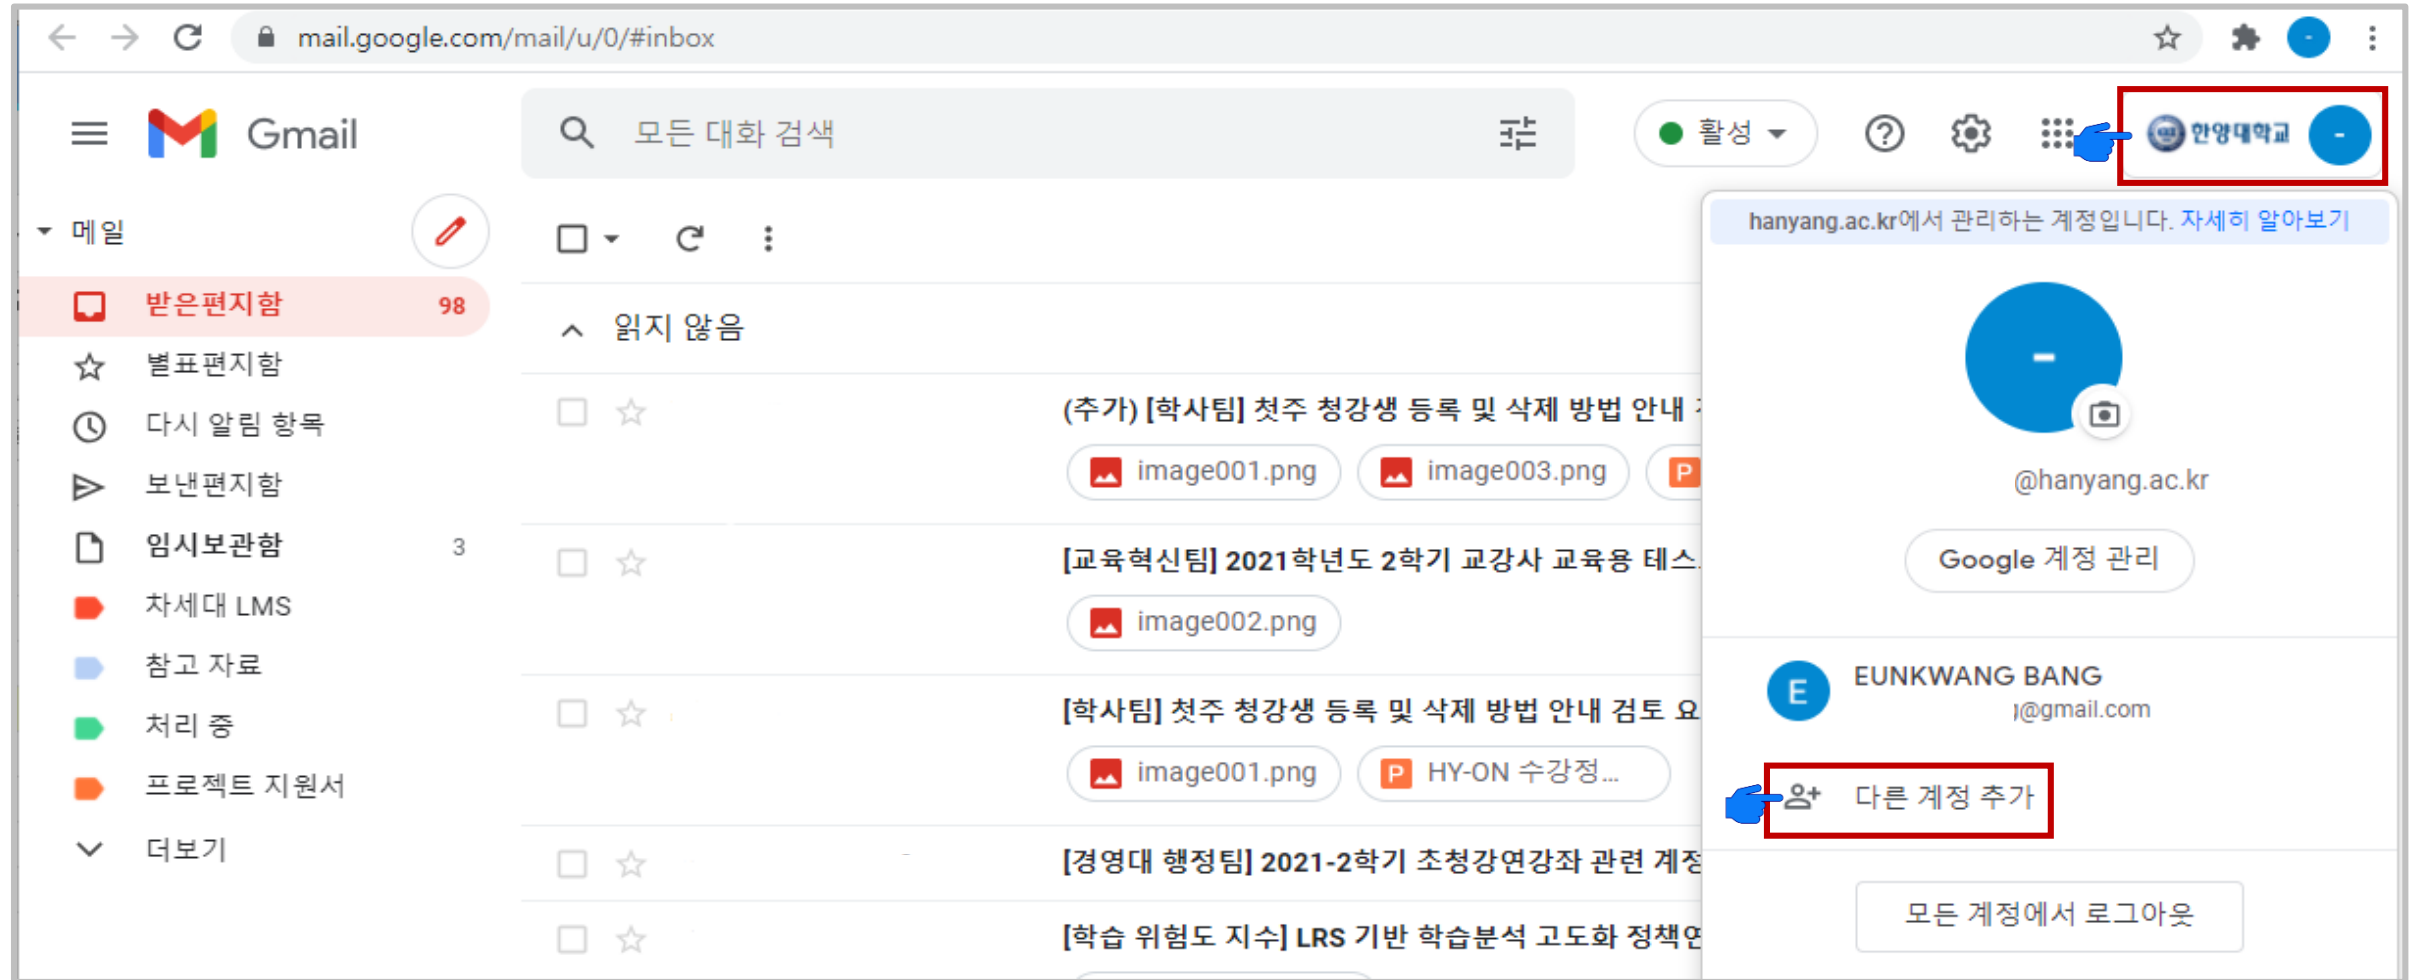 mail.google.com/mail/u/0/#inbox
Gmail
모든 대화 검색
활성
한양대학교
-
메일
받은편지함 98
별표편지함
다시 알림 항목
보낸편지함
임시보관함 3
차세대 LMS
참고 자료
처리 중
프로젝트 지원서
더보기
읽지 않음
(추가) [학사팀] 첫주 청강생 등록 및 삭제 방법 안내
image001.png image003.png P
[교육혁신팀] 2021학년도 2학기 교강사 교육용 테스
image002.png
[학사팀] 첫주 청강생 등록 및 삭제 방법 안내 검토 요
image001.png P HY-ON 수강정...
[경영대 행정팀] 2021-2학기 초청강연강좌 관련 계정
[학습 위험도 지수] LRS 기반 학습분석 고도화 정책연
hanyang.ac.kr에서 관리하는 계정입니다. 자세히 알아보기
-
@hanyang.ac.kr
Google 계정 관리
E EUNKWANG BANG
@gmail.com
다른 계정 추가
모든 계정에서 로그아웃